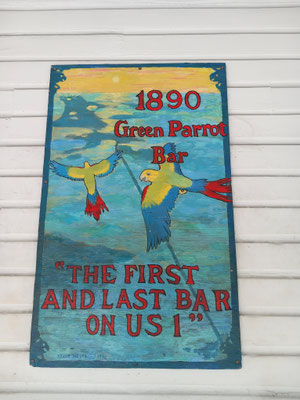 1890
Green Parrot
Bar
"THE FIRST
AND LAST BAR
ON US 1"